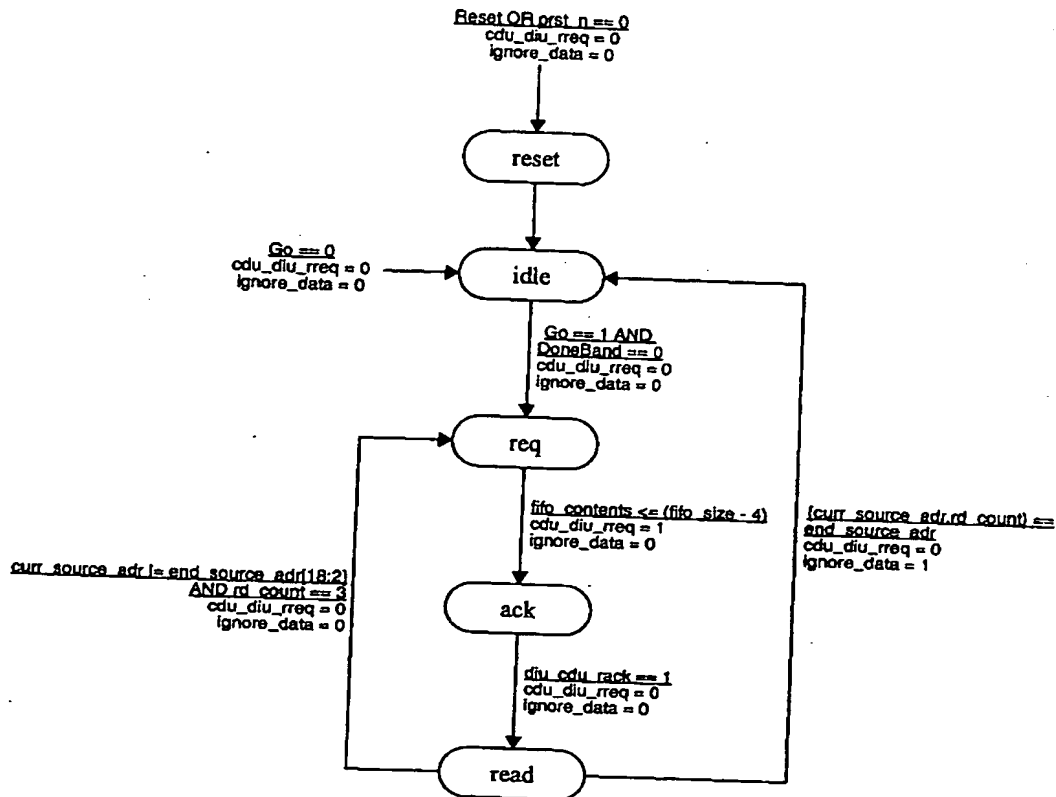 Reset OR prst_n == 0
cdu_diu_rreq = 0
ignore_data = 0
reset
Go == 0
cdu_diu_rreq = 0
ignore_data = 0
idle
Go == 1 AND
DoneBand == 0
cdu_diu_rreq = 0
ignore_data = 0
req
fifo_contents <= (fifo_size - 4)
cdu_diu_rreq = 1
ignore_data = 0
{curr_source_adr,rd_count} ==
end_source_adr
cdu_diu_rreq = 0
ignore_data = 1
curr_source_adr != end_source_adr[18:2]
AND rd_count == 3
cdu_diu_rreq = 0
ignore_data = 0
ack
diu_cdu_rack == 1
cdu_diu_rreq = 0
ignore_data = 0
read